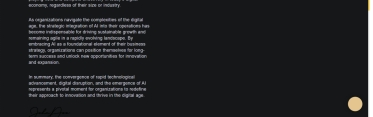 economy, regardless of their size or industry.
As organizations navigate the complexities of the digital
age, the strategic integration of AI into their operations has
become indispensable for driving sustainable growth and
remaining agile in a rapidly evolving landscape. By
embracing AI as a foundational element of their business
strategy, organizations can position themselves for long-
term success and unlock new opportunities for innovation
and expansion.
In summary, the convergence of rapid technological
advancement, digital disruption, and the emergence of AI
represents a pivotal moment for organizations to redefine
their approach to innovation and thrive in the digital age.